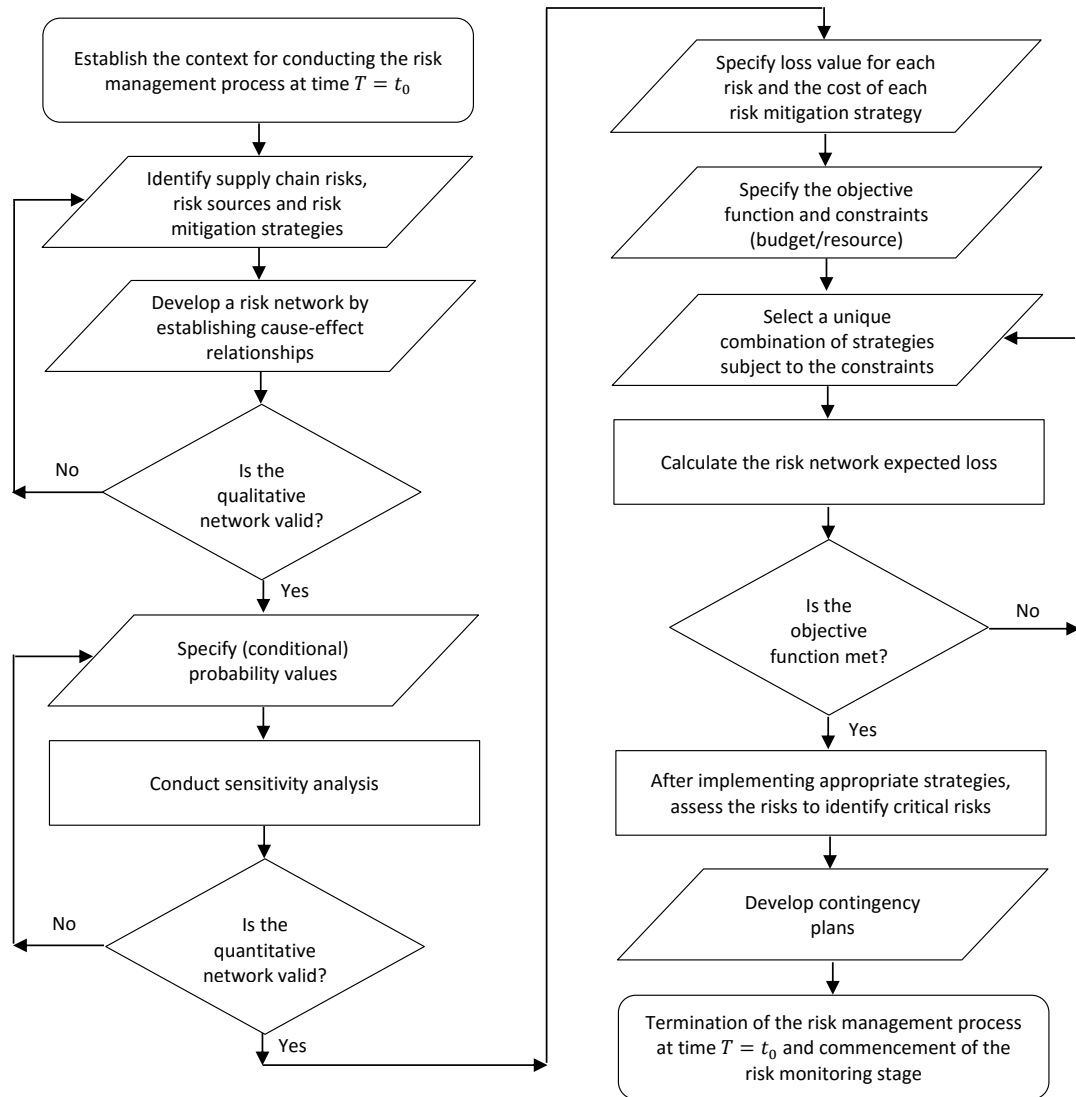 Establish the context for conducting the risk
management process at time T = t₀
Identify supply chain risks,
risk sources and risk
mitigation strategies
Develop a risk network by
establishing cause-effect
relationships
No
Is the
qualitative
network valid?
Yes
Specify (conditional)
probability values
Conduct sensitivity analysis
No
Is the
quantitative
network valid?
Yes
Specify loss value for each
risk and the cost of each
risk mitigation strategy
Specify the objective
function and constraints
(budget/resource)
Select a unique
combination of strategies
subject to the constraints
Calculate the risk network expected loss
Is the
objective
function met?
No
Yes
After implementing appropriate strategies,
assess the risks to identify critical risks
Develop contingency
plans
Termination of the risk management process
at time T = t₀ and commencement of the
risk monitoring stage